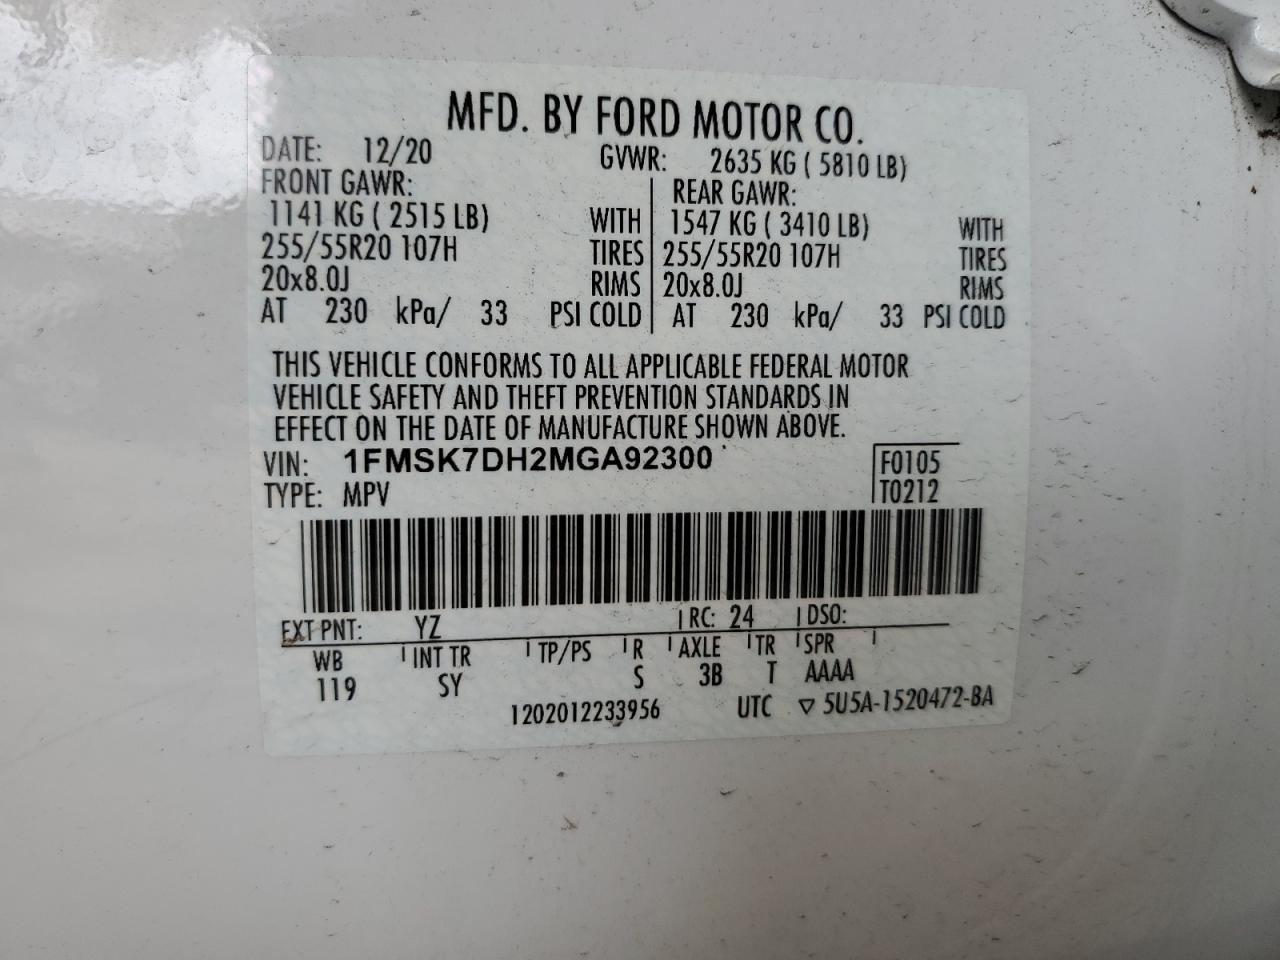 MFD. BY FORD MOTOR CO.
DATE: 12/20 GVWR: 2635 KG ( 5810 LB)
FRONT GAWR: REAR GAWR:
1141 KG ( 2515 LB) WITH 1547 KG ( 3410 LB) WITH
255/55R20 107H TIRES 255/55R20 107H TIRES
20x8.0J RIMS 20x8.0J RIMS
AT 230 kPa/ 33 PSI COLD AT 230 kPa/ 33 PSI COLD
THIS VEHICLE CONFORMS TO ALL APPLICABLE FEDERAL MOTOR
VEHICLE SAFETY AND THEFT PREVENTION STANDARDS IN
EFFECT ON THE DATE OF MANUFACTURE SHOWN ABOVE.
VIN: 1FMSK7DH2MGA92300 F0105
TYPE: MPV T0212
EXT PNT: YZ RC: 24 DSO:
WB INT TR TP/PS R AXLE TR SPR
119 SY S 3B T AAAA
1202012233956 UTC ▽ 5U5A-1520472-BA